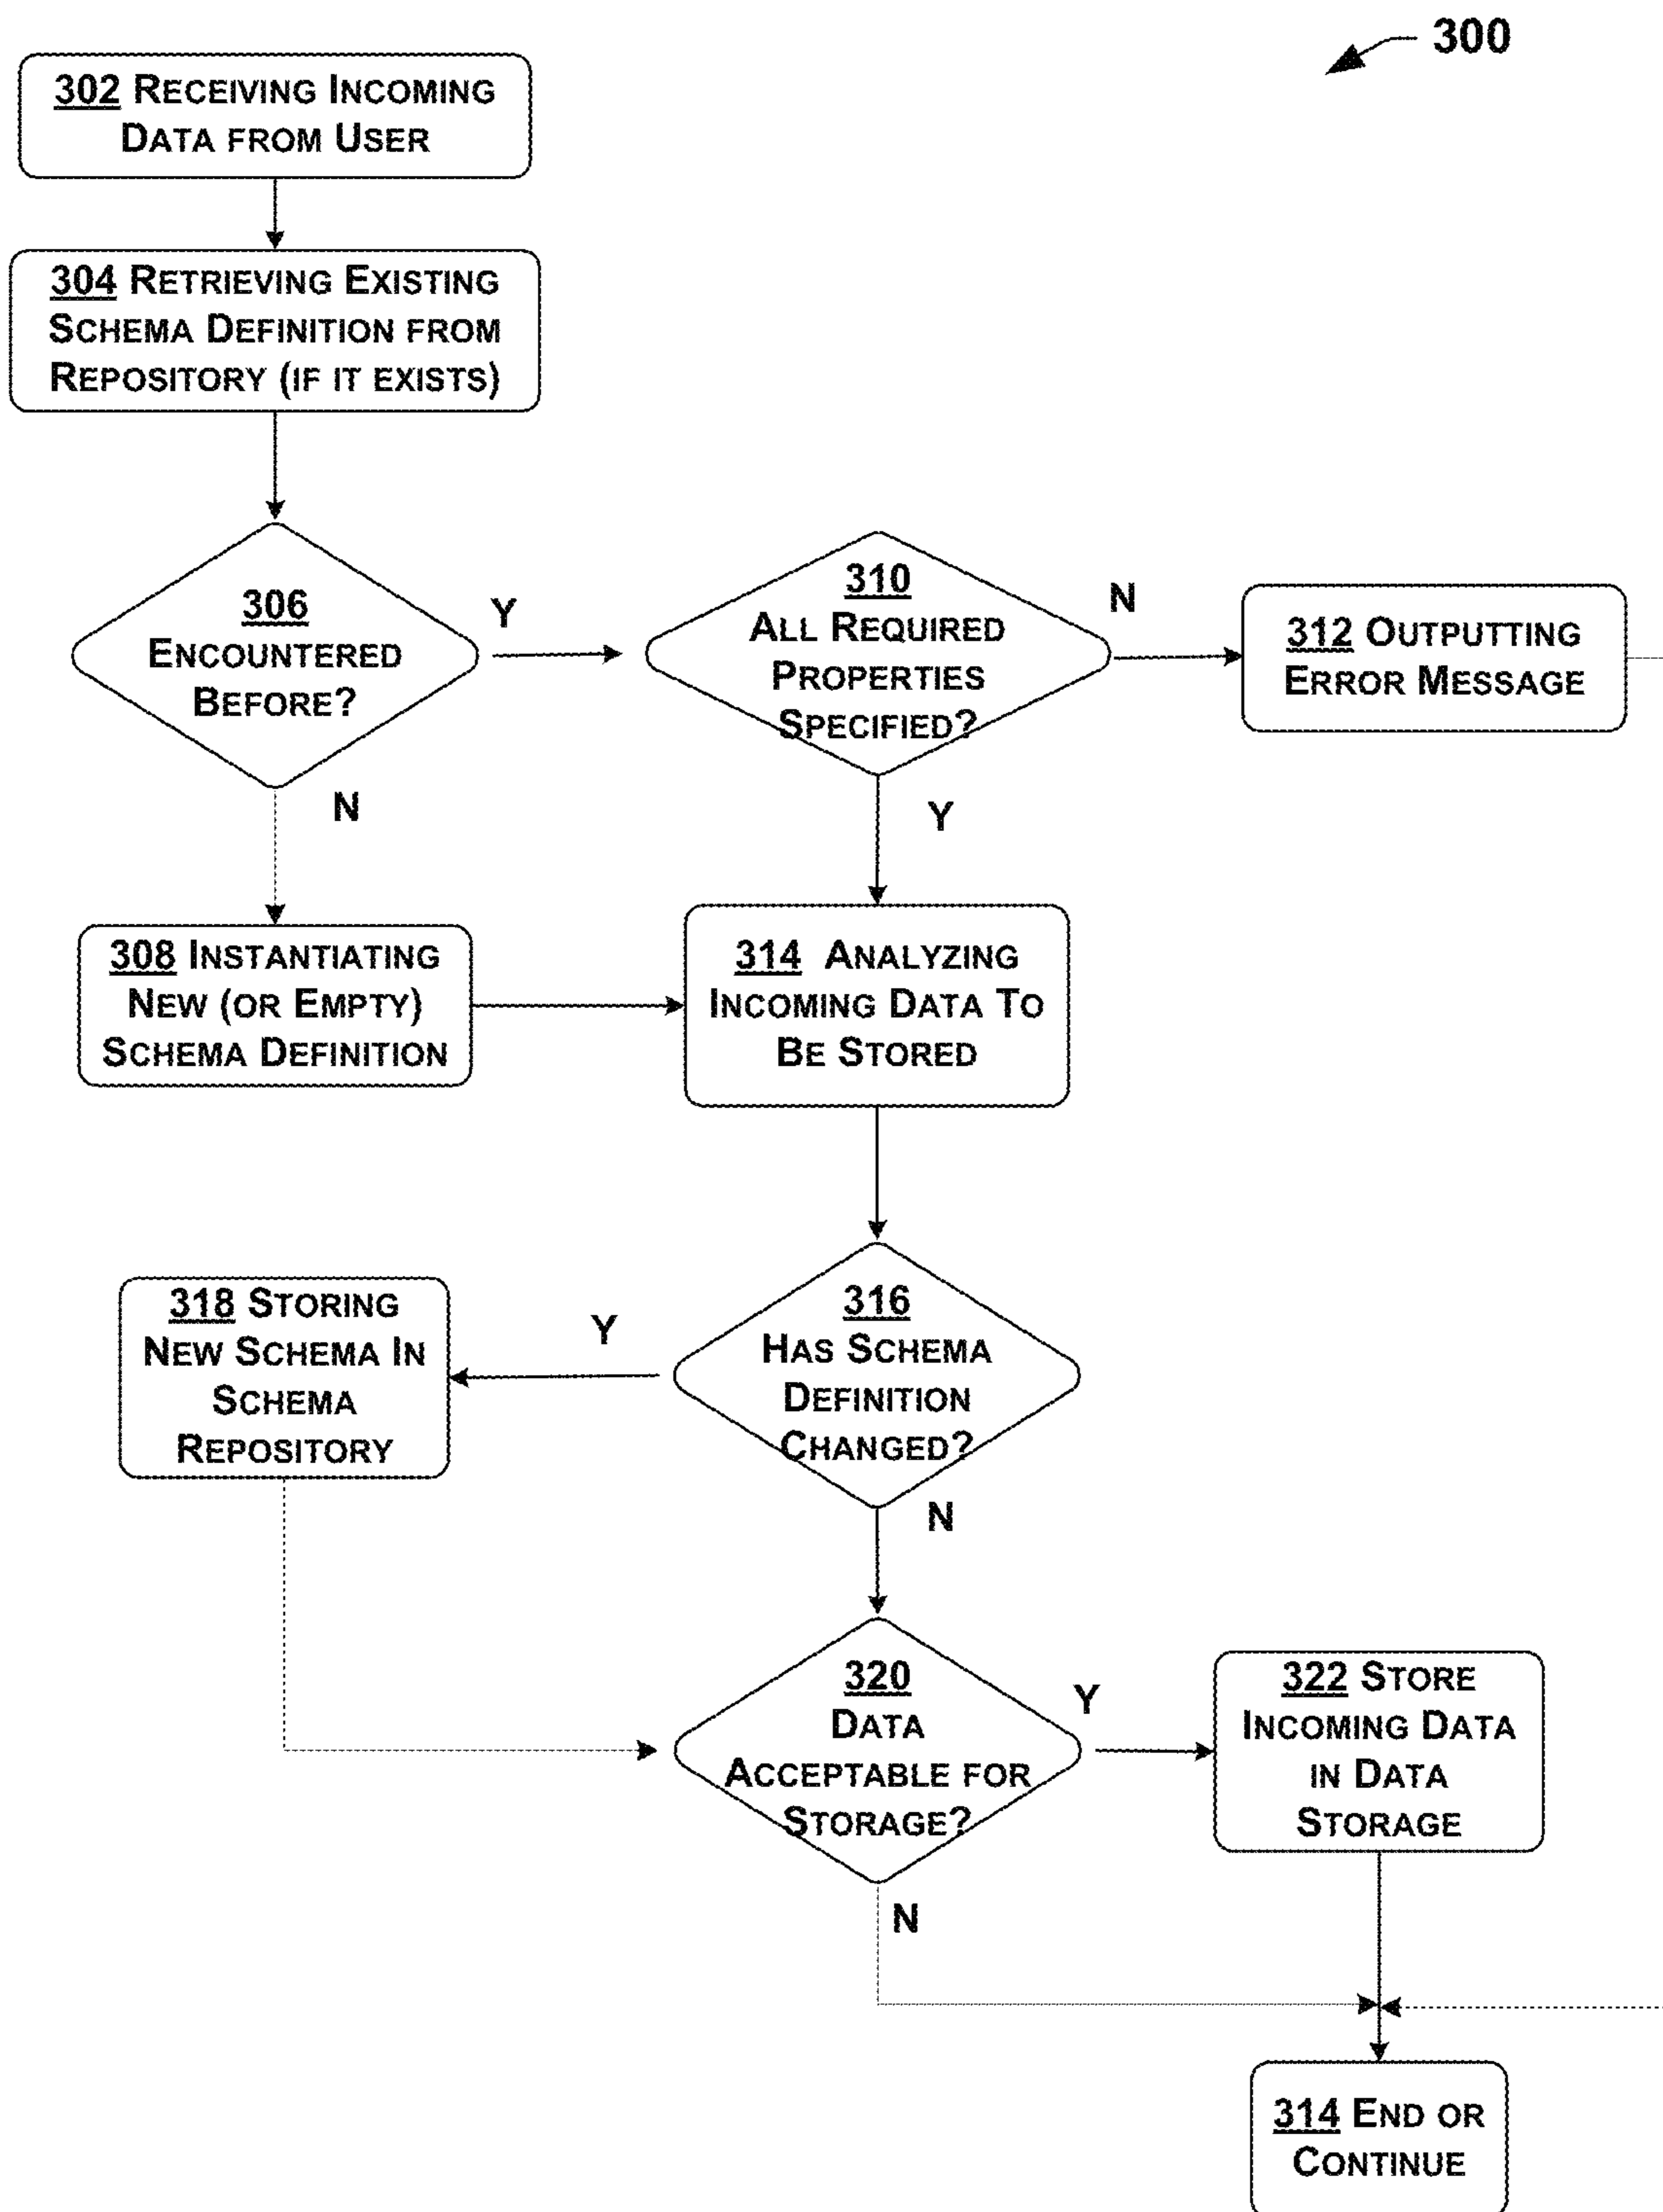 300
302 RECEIVING INCOMING
DATA FROM USER
304 RETRIEVING EXISTING
SCHEMA DEFINITION FROM
REPOSITORY (IF IT EXISTS)
306
ENCOUNTERED
BEFORE?
Y
N
310
ALL REQUIRED
PROPERTIES
SPECIFIED?
N
Y
312 OUTPUTTING
ERROR MESSAGE
308 INSTANTIATING
NEW (OR EMPTY)
SCHEMA DEFINITION
314 ANALYZING
INCOMING DATA TO
BE STORED
316
HAS SCHEMA
DEFINITION
CHANGED?
Y
N
318 STORING
NEW SCHEMA IN
SCHEMA
REPOSITORY
320
DATA
ACCEPTABLE FOR
STORAGE?
Y
N
322 STORE
INCOMING DATA
IN DATA
STORAGE
314 END OR
CONTINUE